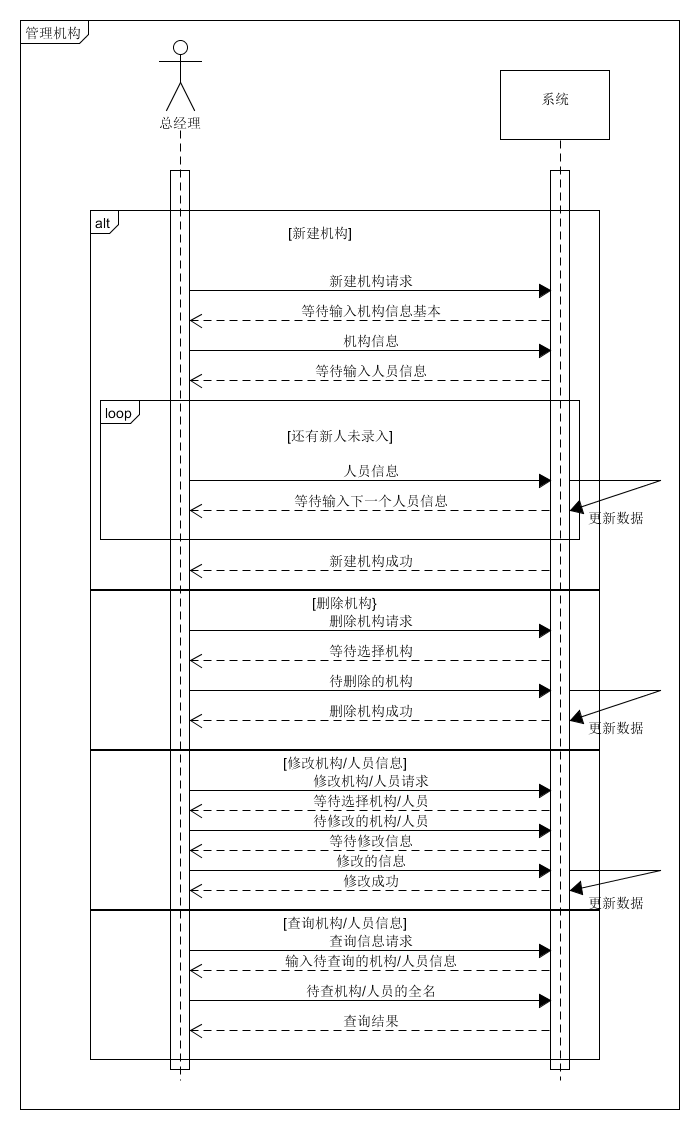 管理机构
总经理
系统
alt
[新建机构]
新建机构请求
等待输入机构信息基本
机构信息
等待输入人员信息
loop
[还有新人未录入]
人员信息
等待输入下一个人员信息
更新数据
新建机构成功
[删除机构}
删除机构请求
等待选择机构
待删除的机构
删除机构成功
更新数据
[修改机构/人员信息]
修改机构/人员请求
等待选择机构/人员
待修改的机构/人员
等待修改信息
修改的信息
修改成功
更新数据
[查询机构/人员信息]
查询信息请求
输入待查询的机构/人员信息
待查机构/人员的全名
查询结果